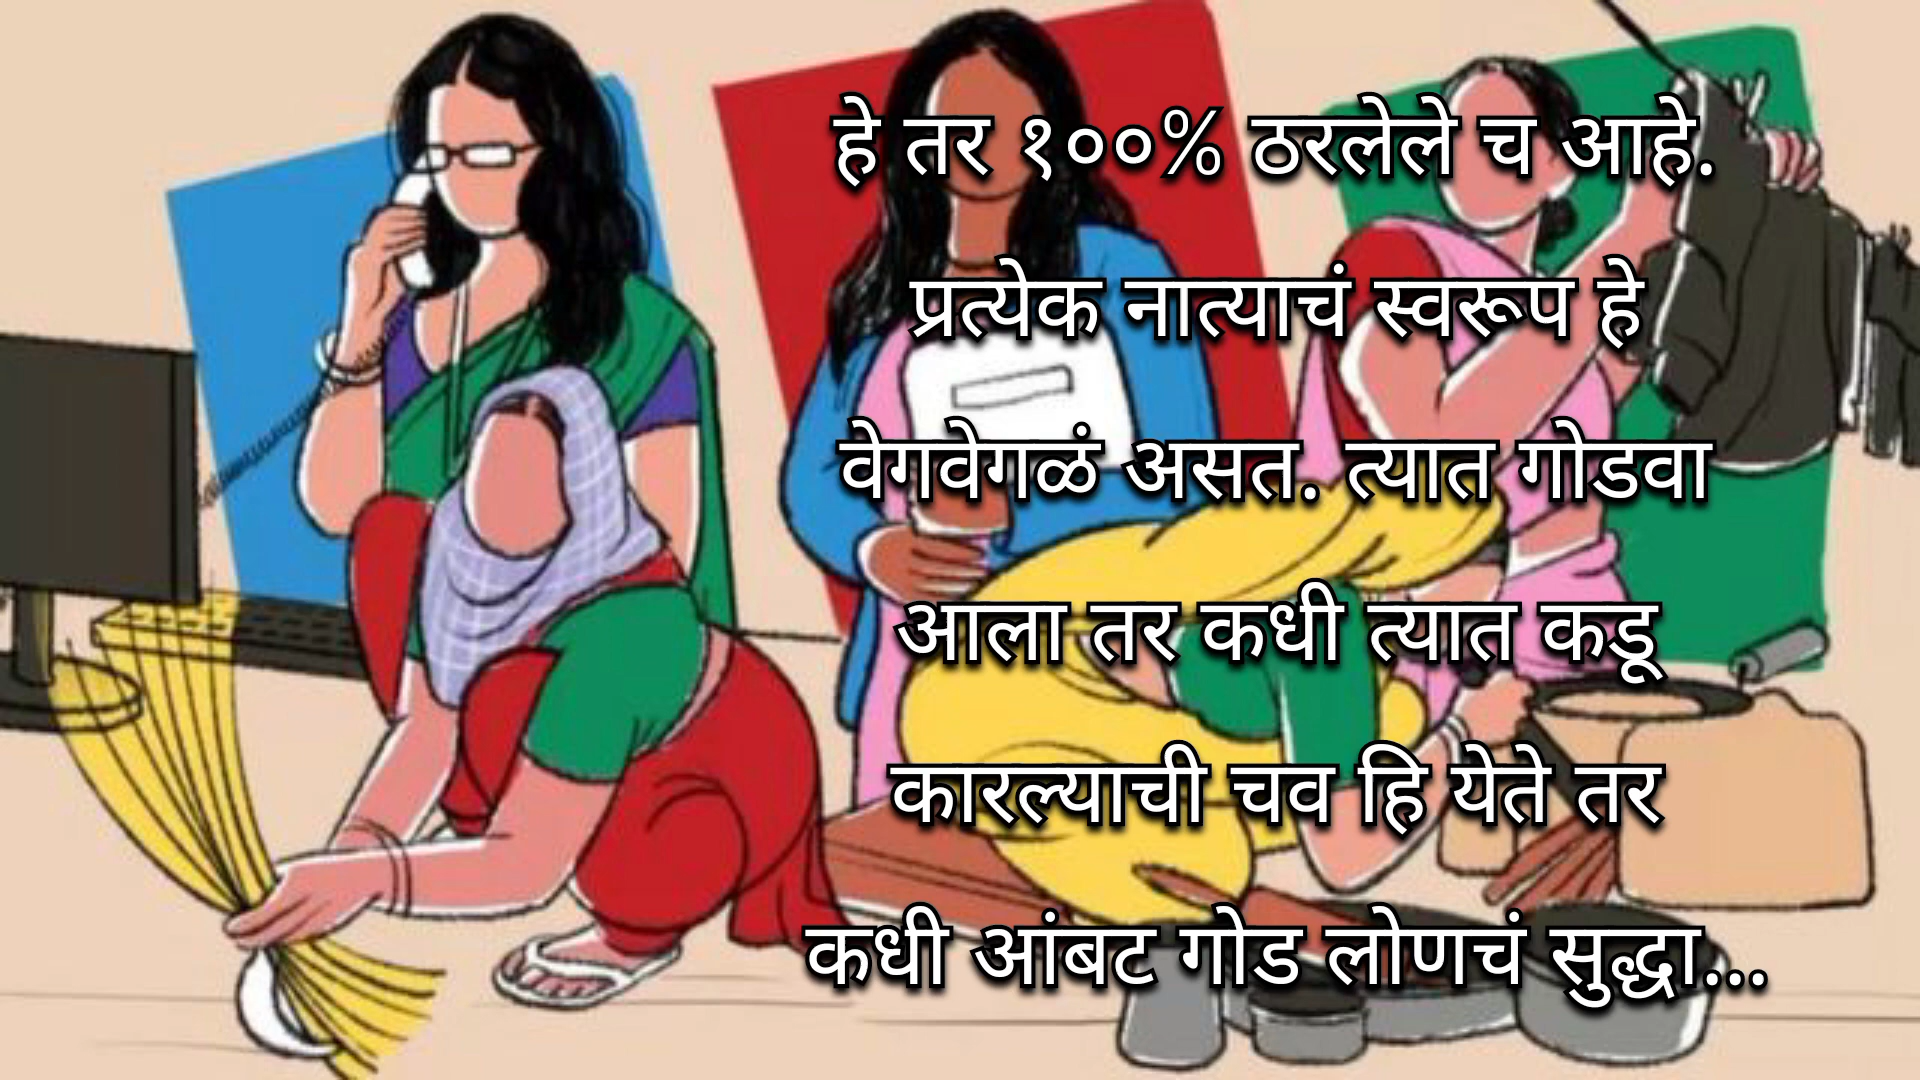 हे तर १००% ठरलेले च आहे.
प्रत्येक नात्याचं स्वरूप हे
वेगवेगळं असत. त्यात गोडवा
आला तर कधी त्यात कडू
कारल्याची चव हि येते तर
कधी आंबट गोड लोणचं सुद्धा...